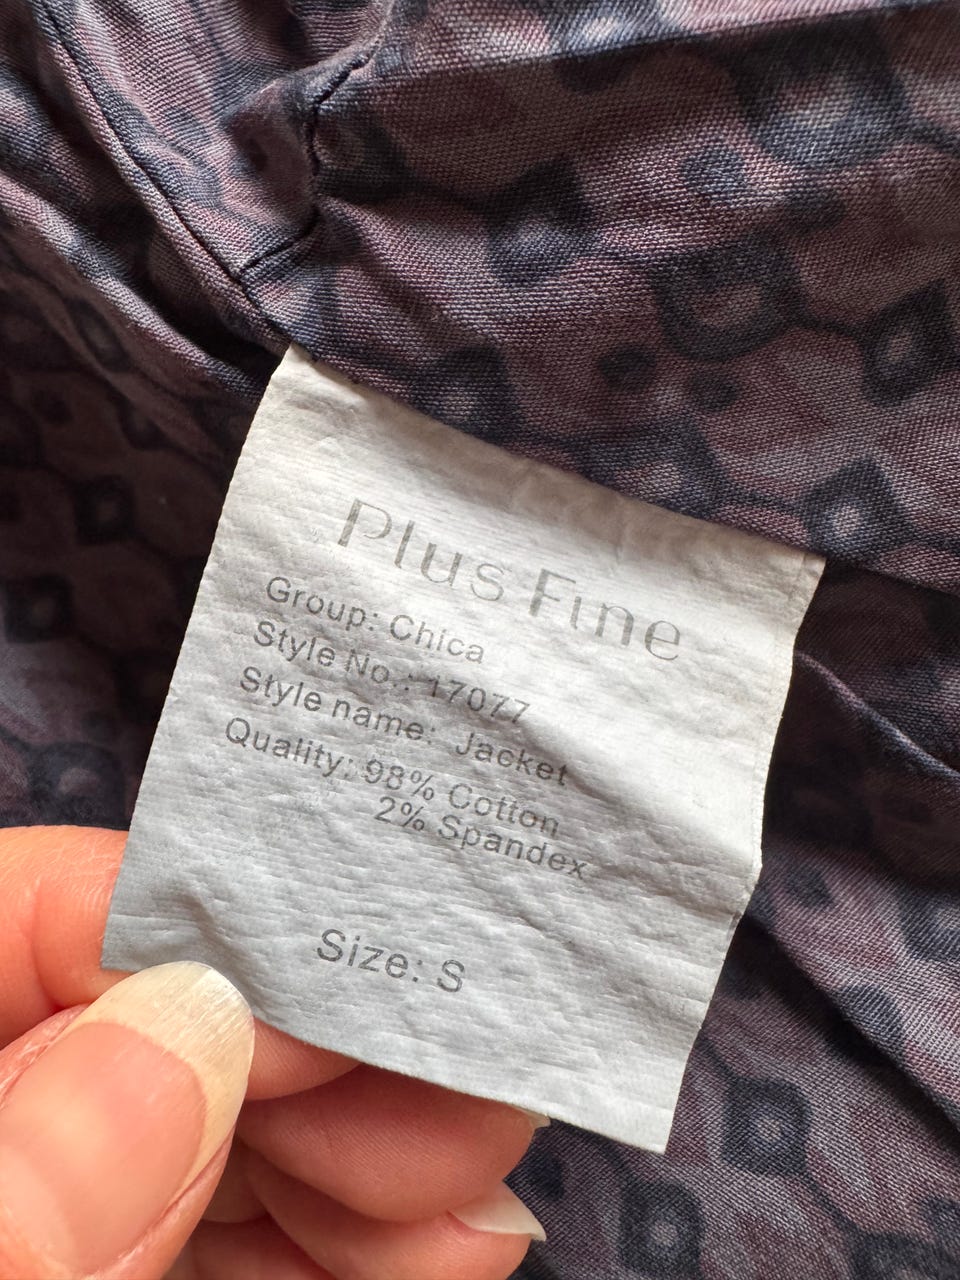 Plus Fine
Group: Chica
Style No.: 17077
Style name: Jacket
Quality: 98% Cotton
2% Spandex
Size: S